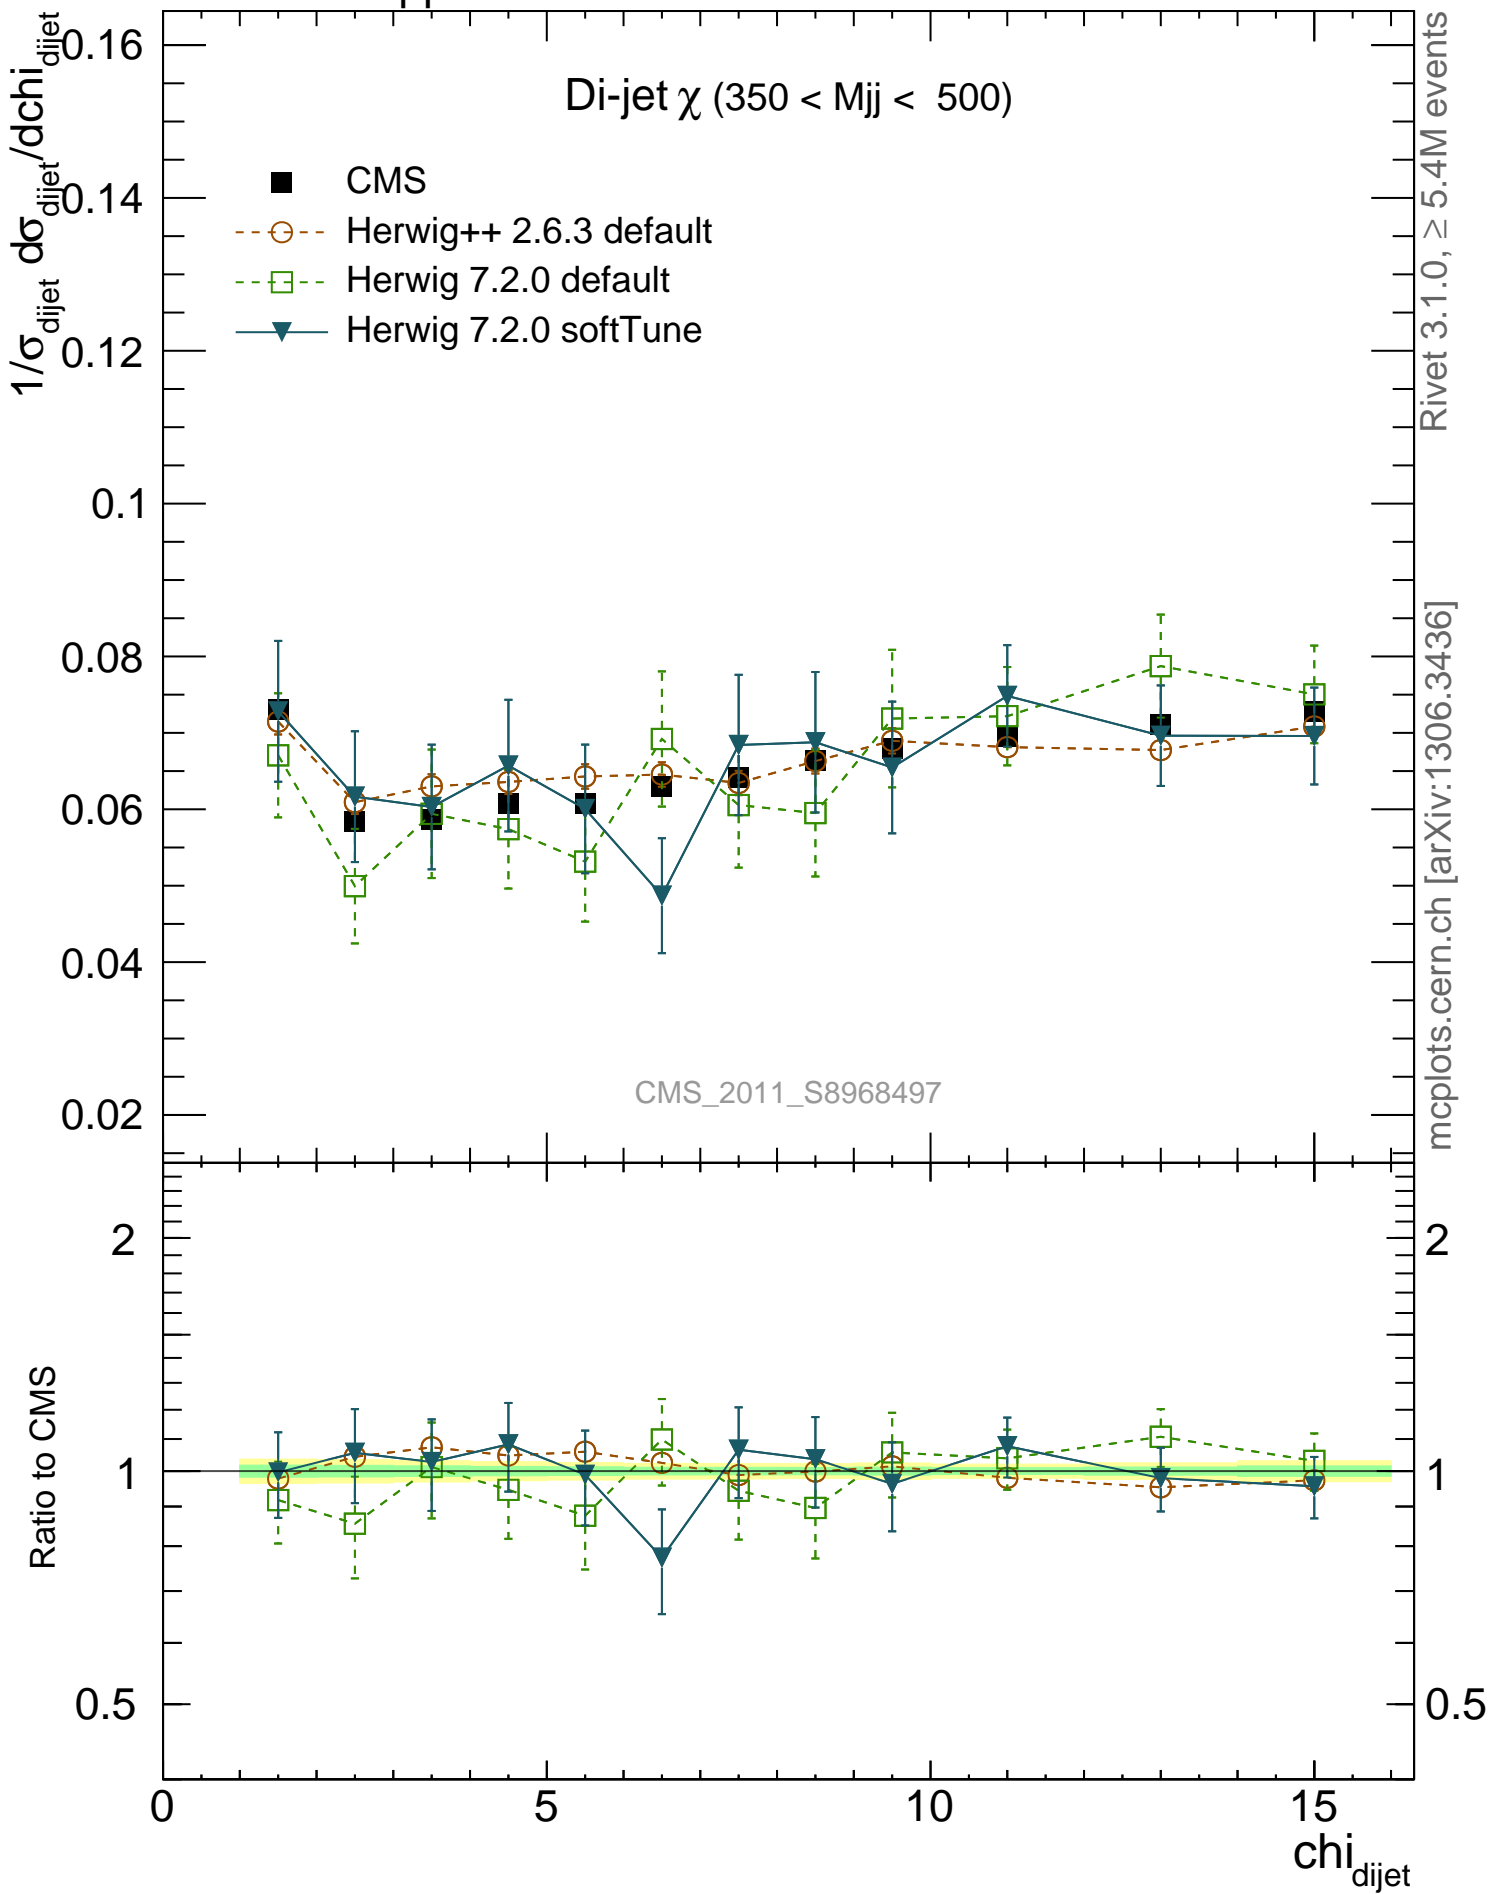 Di-jet χ (350 < Mjj < 500)
CMS
Herwig++ 2.6.3 default
Herwig 7.2.0 default
Herwig 7.2.0 softTune
1/σdijet dσdijet/dchidijet
0.16
0.14
0.12
0.1
0.08
0.06
0.04
0.02
CMS_2011_S8968497
Rivet 3.1.0, ≥ 5.4M events
mcplots.cern.ch [arXiv:1306.3436]
Ratio to CMS
2
1
0.5
2
1
0.5
0
5
10
15
chidijet